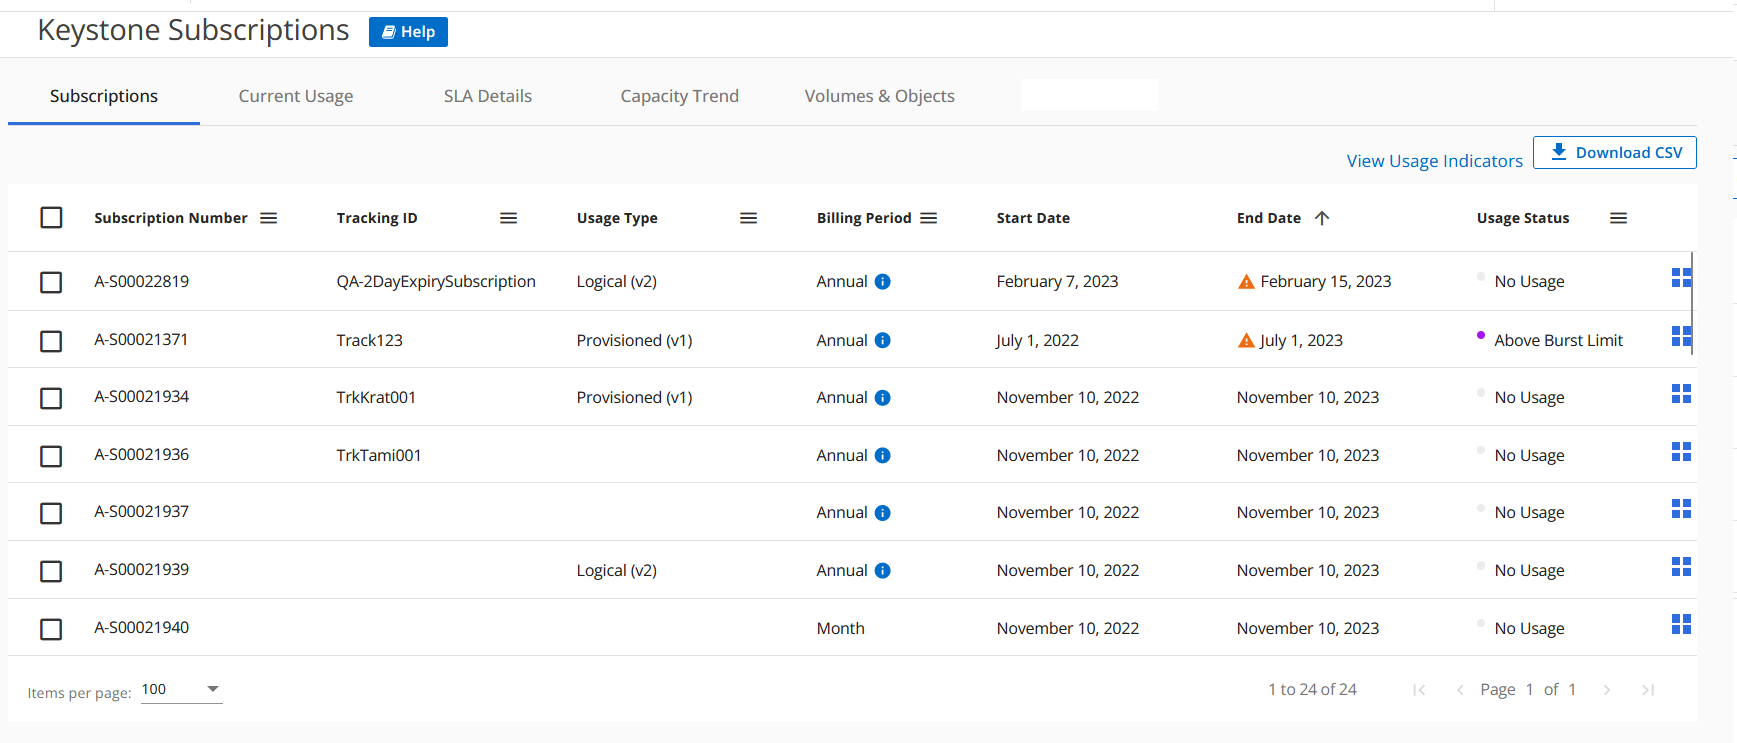 Keystone Subscriptions Help
Subscriptions Current Usage SLA Details Capacity Trend Volumes & Objects
View Usage Indicators Download CSV
Subscription Number Tracking ID Usage Type Billing Period Start Date End Date Usage Status
A-S00022819 QA-2DayExpirySubscription Logical (v2) Annual February 7, 2023 February 15, 2023 No Usage
A-S00021371 Track123 Provisioned (v1) Annual July 1, 2022 July 1, 2023 Above Burst Limit
A-S00021934 TrkKrat001 Provisioned (v1) Annual November 10, 2022 November 10, 2023 No Usage
A-S00021936 TrkTami001 Annual November 10, 2022 November 10, 2023 No Usage
A-S00021937 Annual November 10, 2022 November 10, 2023 No Usage
A-S00021939 Logical (v2) Annual November 10, 2022 November 10, 2023 No Usage
A-S00021940 Month November 10, 2022 November 10, 2023 No Usage
Items per page: 100 1 to 24 of 24 Page 1 of 1